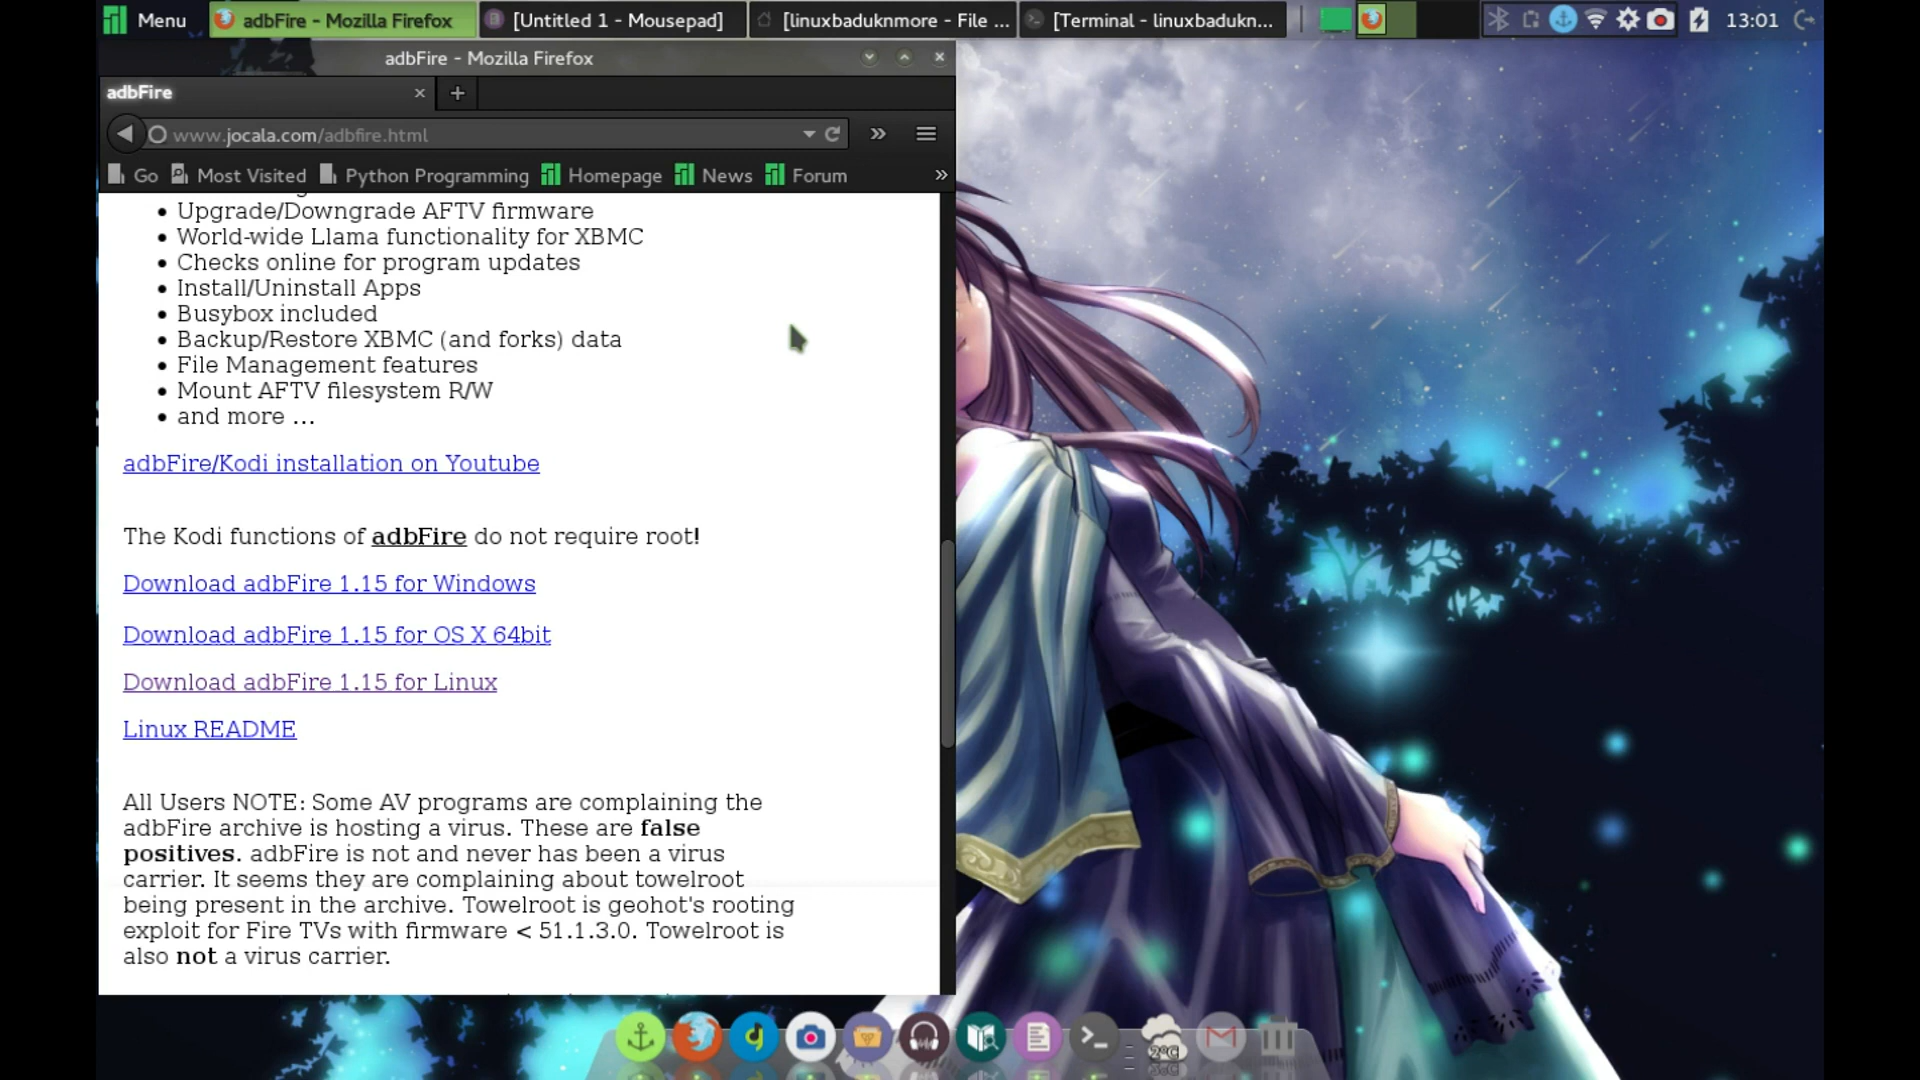 Menu
adbFire - Mozilla Firefox
[Untitled 1 - Mousepad]
[linuxbaduknmore - File ...
[Terminal - linuxbadukn...
13:01
adbFire - Mozilla Firefox
adbFire
www.jocala.com/adbfire.html
Go
Most Visited
Python Programming
Homepage
News
Forum
• Upgrade/Downgrade AFTV firmware
• World-wide Llama functionality for XBMC
• Checks online for program updates
• Install/Uninstall Apps
• Busybox included
• Backup/Restore XBMC (and forks) data
• File Management features
• Mount AFTV filesystem R/W
• and more ...
adbFire/Kodi installation on Youtube
The Kodi functions of adbFire do not require root!
Download adbFire 1.15 for Windows
Download adbFire 1.15 for OS X 64bit
Download adbFire 1.15 for Linux
Linux README
All Users NOTE: Some AV programs are complaining the
adbFire archive is hosting a virus. These are false
positives. adbFire is not and never has been a virus
carrier. It seems they are complaining about towelroot
being present in the archive. Towelroot is geohot's rooting
exploit for Fire TVs with firmware < 51.1.3.0. Towelroot is
also not a virus carrier.
2°C